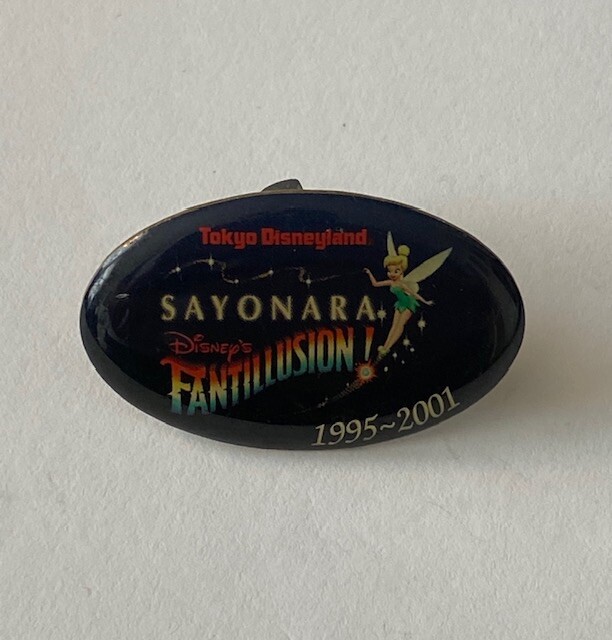 Tokyo Disneyland®
SAYONARA
Disney's
FANTILLUSION!
1995~2001